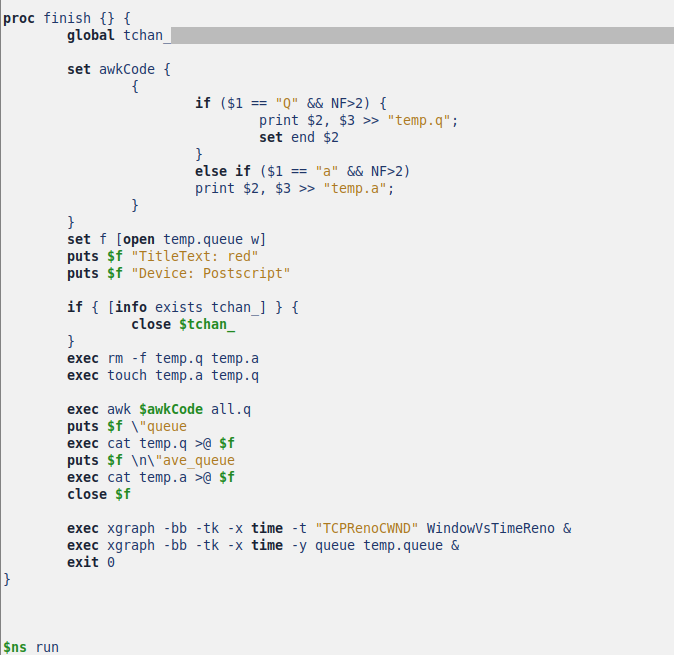 proc finish {} {
        global tchan_

        set awkCode {
                {
                        if ($1 == "Q" && NF>2) {
                                print $2, $3 >> "temp.q";
                                set end $2
                        }
                        else if ($1 == "a" && NF>2)
                        print $2, $3 >> "temp.a";
                }
        }
        set f [open temp.queue w]
        puts $f "TitleText: red"
        puts $f "Device: Postscript"

        if { [info exists tchan_] } {
                close $tchan_
        }
        exec rm -f temp.q temp.a
        exec touch temp.a temp.q

        exec awk $awkCode all.q
        puts $f \"queue
        exec cat temp.q >@ $f
        puts $f \n\"ave_queue
        exec cat temp.a >@ $f
        close $f

        exec xgraph -bb -tk -x time -t "TCPRenoCWND" WindowVsTimeReno &
        exec xgraph -bb -tk -x time -y queue temp.queue &
        exit 0
}

$ns run